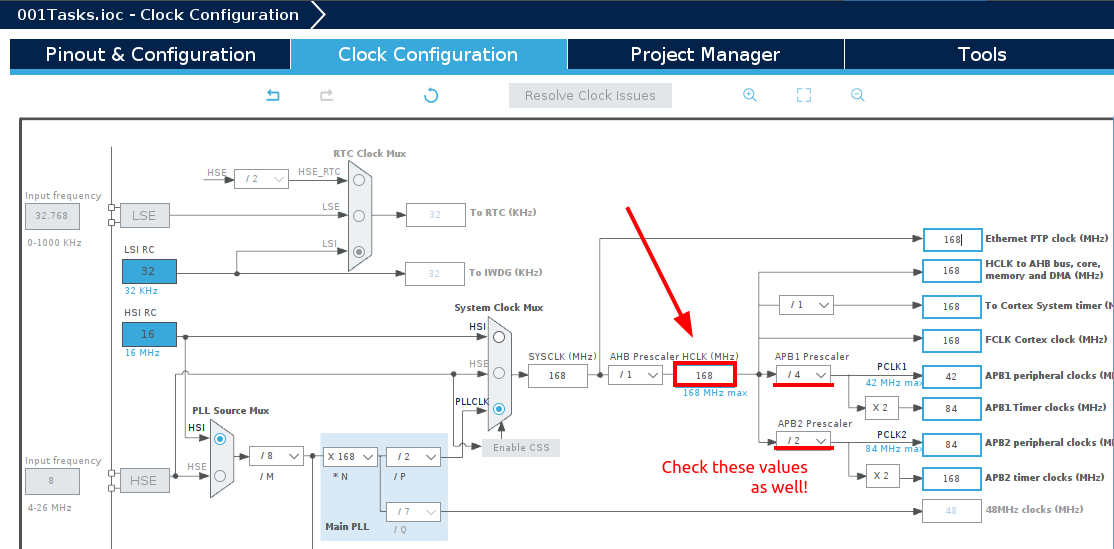 001Tasks.ioc - Clock Configuration
Pinout & Configuration
Clock Configuration
Project Manager
Tools
Resolve Clock Issues
RTC Clock Mux
HSE
/ 2
HSE_RTC
Input frequency
32.768
0-1000 KHz
LSE
LSE
32
To RTC (KHz)
LSI
LSI RC
32
32 KHz
32
To IWDG (KHz)
HSI RC
16
16 MHz
System Clock Mux
HSI
HSE
PLLCLK
Enable CSS
SYSCLK (MHz)
168
AHB Prescaler
/ 1
HCLK (MHz)
168
168 MHz max
168
Ethernet PTP clock (MHz)
168
HCLK to AHB bus, core,
memory and DMA (MHz)
/ 1
168
To Cortex System timer (
168
FCLK Cortex clock (MHz)
APB1 Prescaler
/ 4
PCLK1
42 MHz max
42
APB1 peripheral clocks (
X 2
84
APB1 Timer clocks (MHz)
APB2 Prescaler
/ 2
PCLK2
84 MHz max
84
APB2 peripheral clocks (
X 2
168
APB2 timer clocks (MHz)
48
48MHz clocks (MHz)
Check these values
as well!
PLL Source Mux
HSI
HSE
/ 8
/ M
X 168
* N
/ 2
/ P
/ 7
/ Q
Main PLL
Input frequency
8
4-26 MHz
HSE